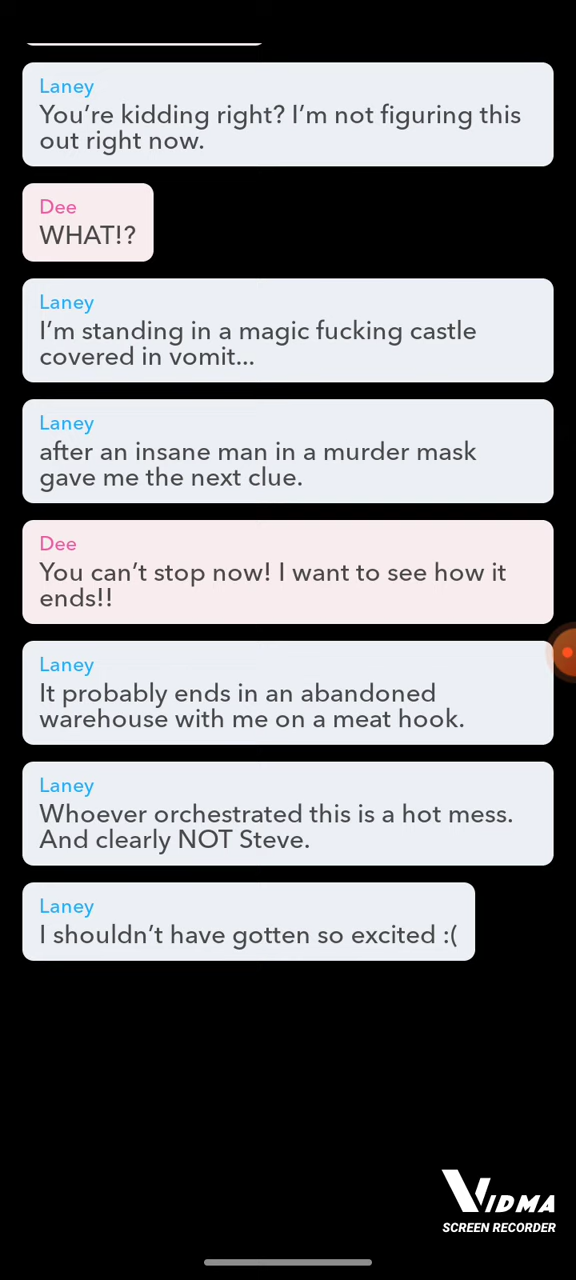 Laney
You’re kidding right? I’m not figuring this
out right now.
Dee
WHAT!?
Laney
I’m standing in a magic fucking castle
covered in vomit...
Laney
after an insane man in a murder mask
gave me the next clue.
Dee
You can’t stop now! I want to see how it
ends!!
Laney
It probably ends in an abandoned
warehouse with me on a meat hook.
Laney
Whoever orchestrated this is a hot mess.
And clearly NOT Steve.
Laney
I shouldn’t have gotten so excited :(
VIDMA
SCREEN RECORDER